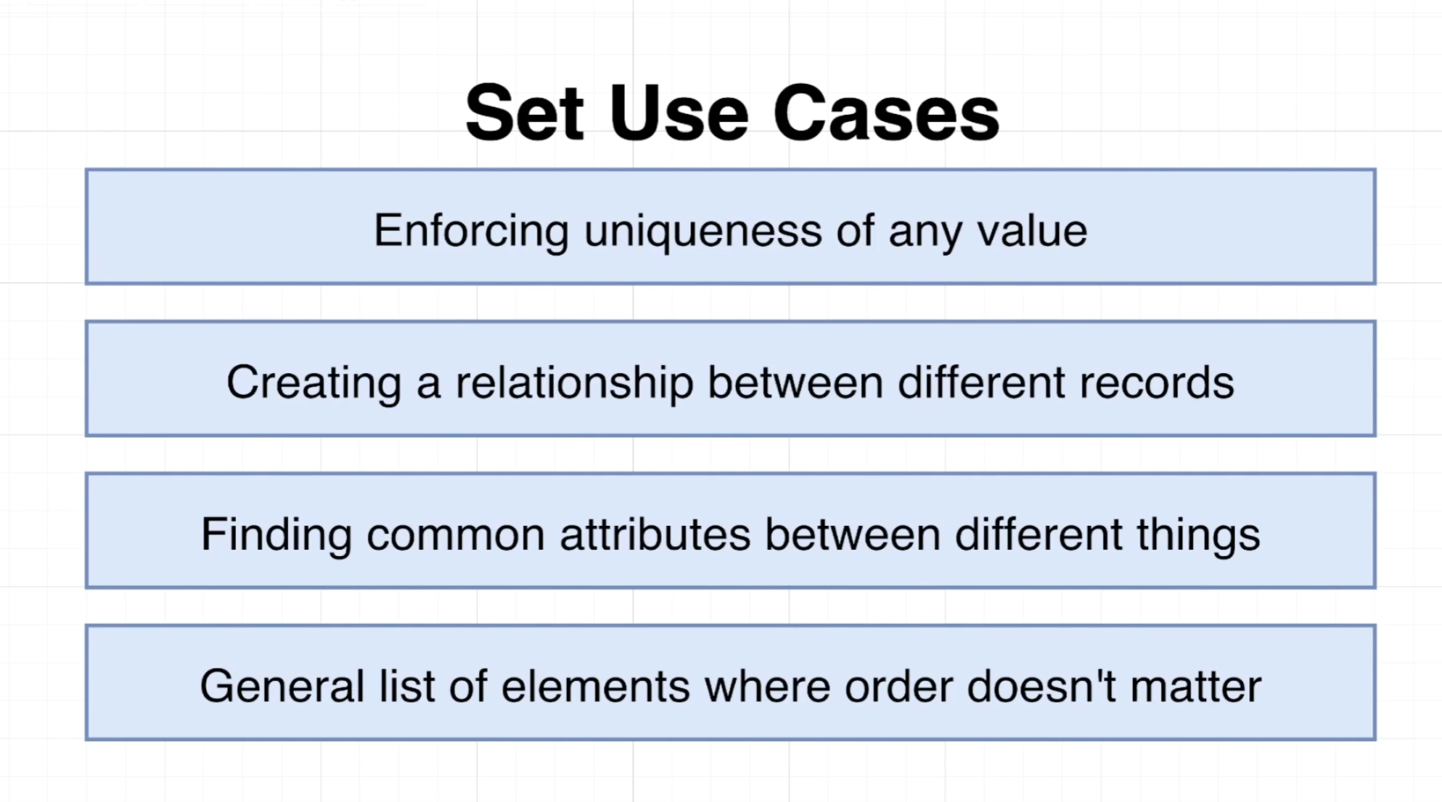 Set Use Cases
Enforcing uniqueness of any value
Creating a relationship between different records
Finding common attributes between different things
General list of elements where order doesn't matter